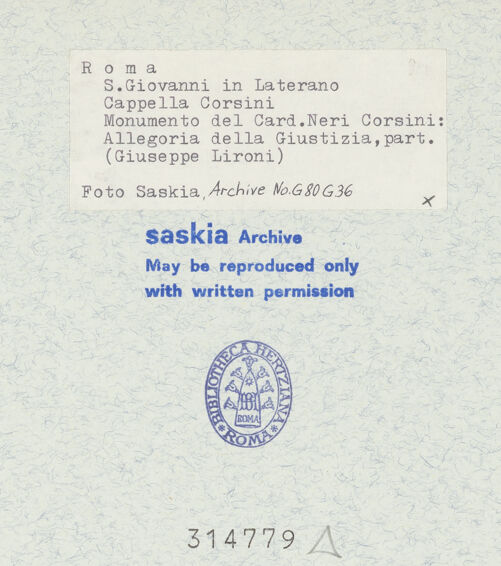 Roma
S.Giovanni in Laterano
Cappella Corsini
Monumento del Card.Neri Corsini:
Allegoria della Giustizia,part.
(Giuseppe Lironi)
Foto Saskia, Archive No.G80G36
x
saskia Archive
May be reproduced only
with written permission
BIBLIOTHECA HERTZIANA
ROMA
* ROMA *
314779